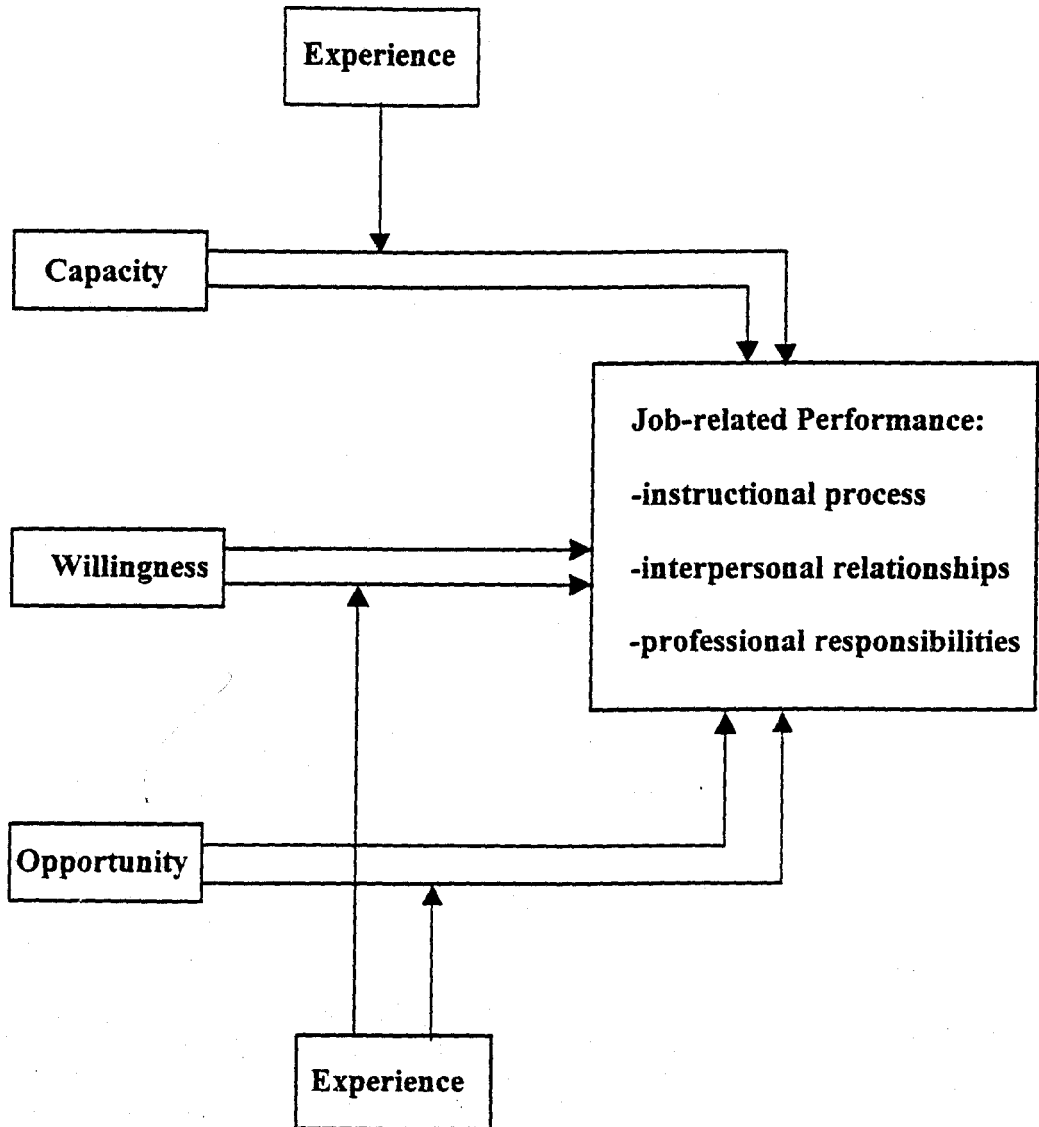 Experience
Capacity
Job-related Performance:
-instructional process
Willingness
-interpersonal relationships
-professional responsibilities
Opportunity
Experience